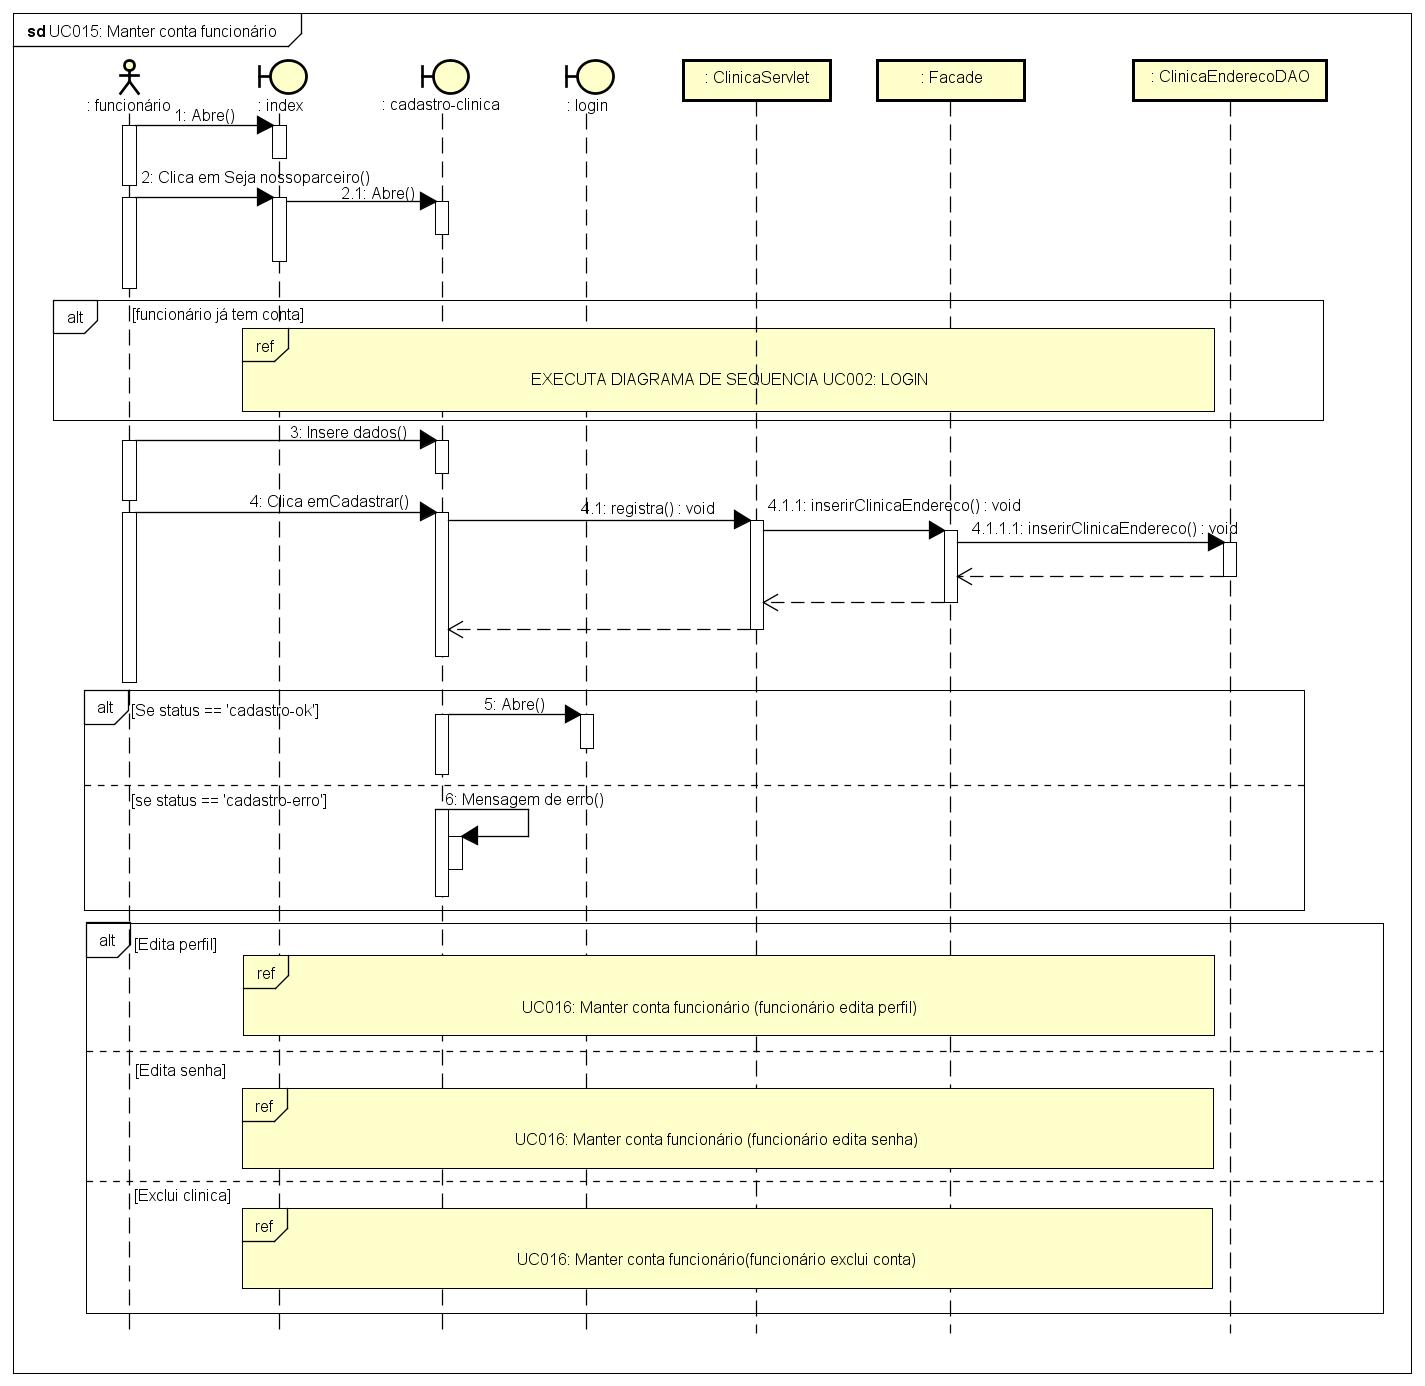 sd UC015: Manter conta funcionário
: funcionário
: index
: cadastro-clinica
: login
: ClinicaServlet
: Facade
: ClinicaEnderecoDAO
1: Abre()
2: Clica em Seja nossoparceiro()
2.1: Abre()
alt
[funcionário já tem conta]
ref
EXECUTA DIAGRAMA DE SEQUENCIA UC002: LOGIN
3: Insere dados()
4: Clica emCadastrar()
4.1: registra() : void
4.1.1: inserirClinicaEndereco() : void
4.1.1.1: inserirClinicaEndereco() : void
alt
[Se status == 'cadastro-ok']
5: Abre()
[se status == 'cadastro-erro']
6: Mensagem de erro()
alt
[Edita perfil]
ref
UC016: Manter conta funcionário (funcionário edita perfil)
[Edita senha]
ref
UC016: Manter conta funcionário (funcionário edita senha)
[Exclui clinica]
ref
UC016: Manter conta funcionário(funcionário exclui conta)